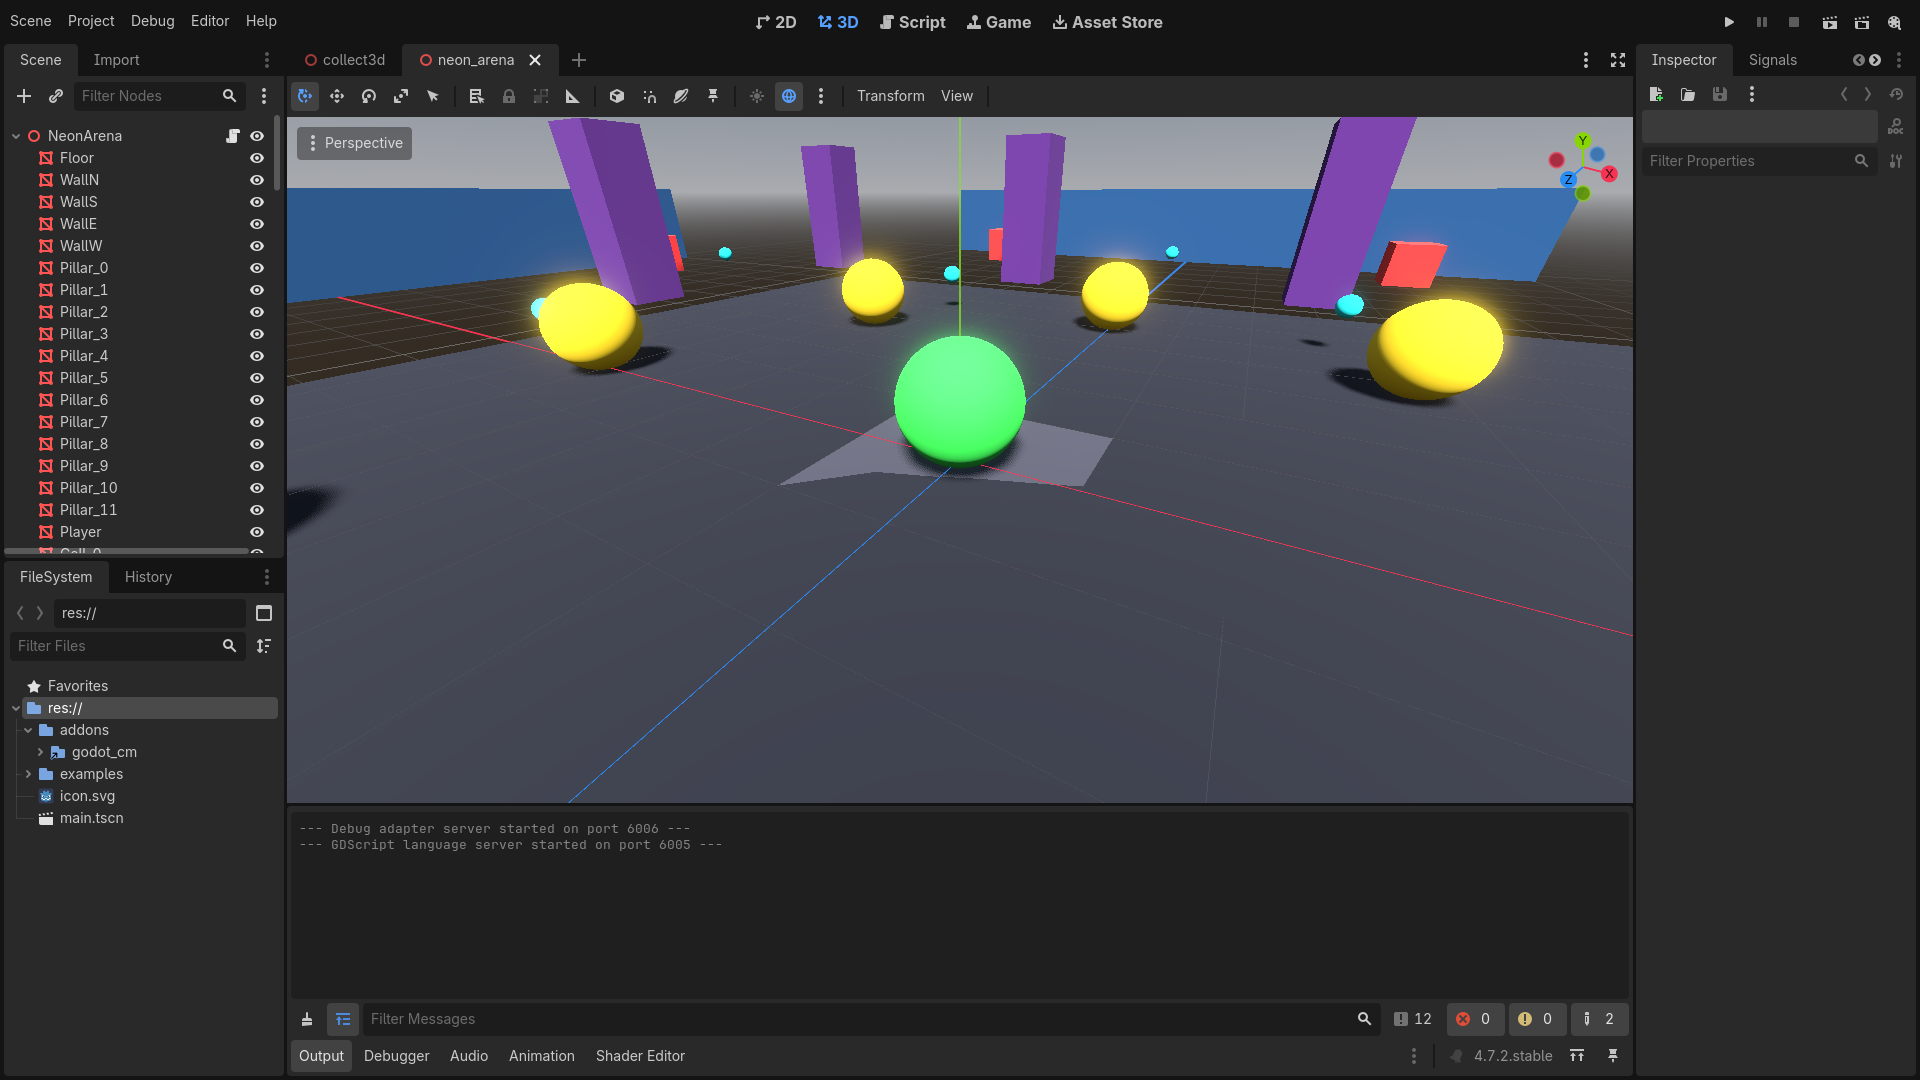 Scene Project Debug Editor Help
2D 3D Script Game Asset Store
Scene Import
Filter Nodes
NeonArena
Floor
WallN
WallS
WallE
WallW
Pillar_0
Pillar_1
Pillar_2
Pillar_3
Pillar_4
Pillar_5
Pillar_6
Pillar_7
Pillar_8
Pillar_9
Pillar_10
Pillar_11
Player
FileSystem History
res://
Filter Files
Favorites
res://
addons
godot_cm
examples
icon.svg
main.tscn
collect3d neon_arena
Transform View
Perspective
Y
X
Z
--- Debug adapter server started on port 6006 ---
--- GDScript language server started on port 6005 ---
Filter Messages
12 0 0 2
Output Debugger Audio Animation Shader Editor
4.7.2.stable
Inspector Signals
DOC
Filter Properties